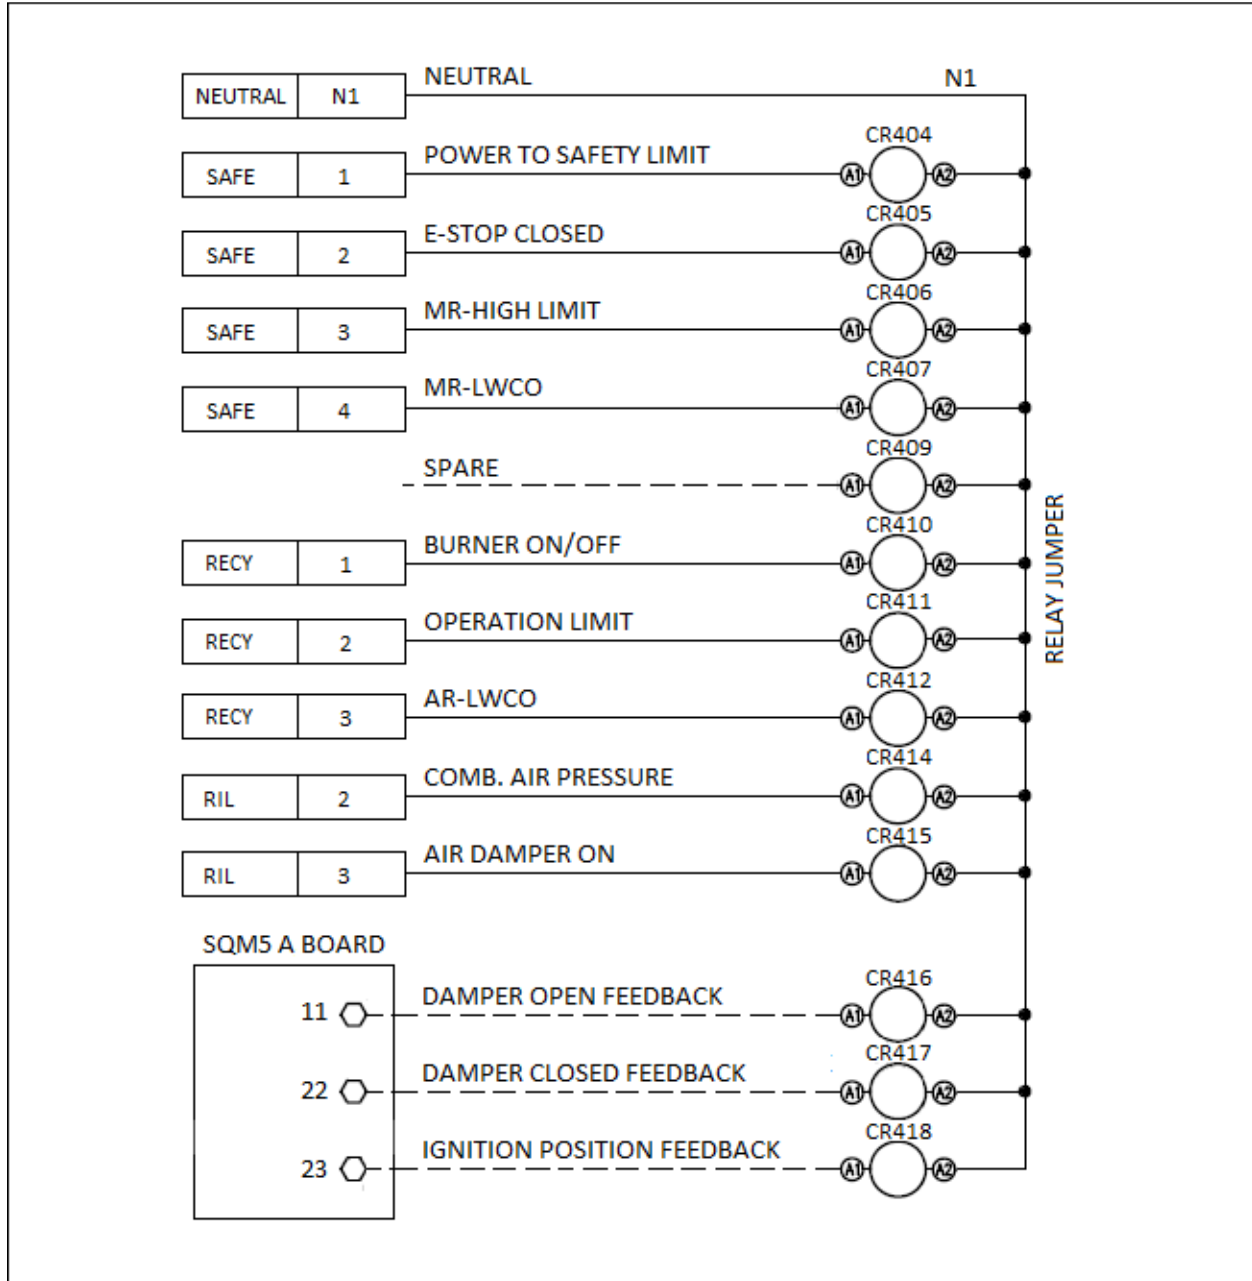 NEUTRAL N1 NEUTRAL N1
CR404
SAFE 1 POWER TO SAFETY LIMIT A1 A2
CR405
SAFE 2 E-STOP CLOSED A1 A2
CR406
SAFE 3 MR-HIGH LIMIT A1 A2
CR407
SAFE 4 MR-LWCO A1 A2
CR409
SPARE A1 A2
CR410
RECY 1 BURNER ON/OFF A1 A2
CR411
RECY 2 OPERATION LIMIT A1 A2
CR412
RECY 3 AR-LWCO A1 A2
CR414
RIL 2 COMB. AIR PRESSURE A1 A2
CR415
RIL 3 AIR DAMPER ON A1 A2
RELAY JUMPER
SQM5 A BOARD
CR416
11 DAMPER OPEN FEEDBACK A1 A2
CR417
22 DAMPER CLOSED FEEDBACK A1 A2
CR418
23 IGNITION POSITION FEEDBACK A1 A2